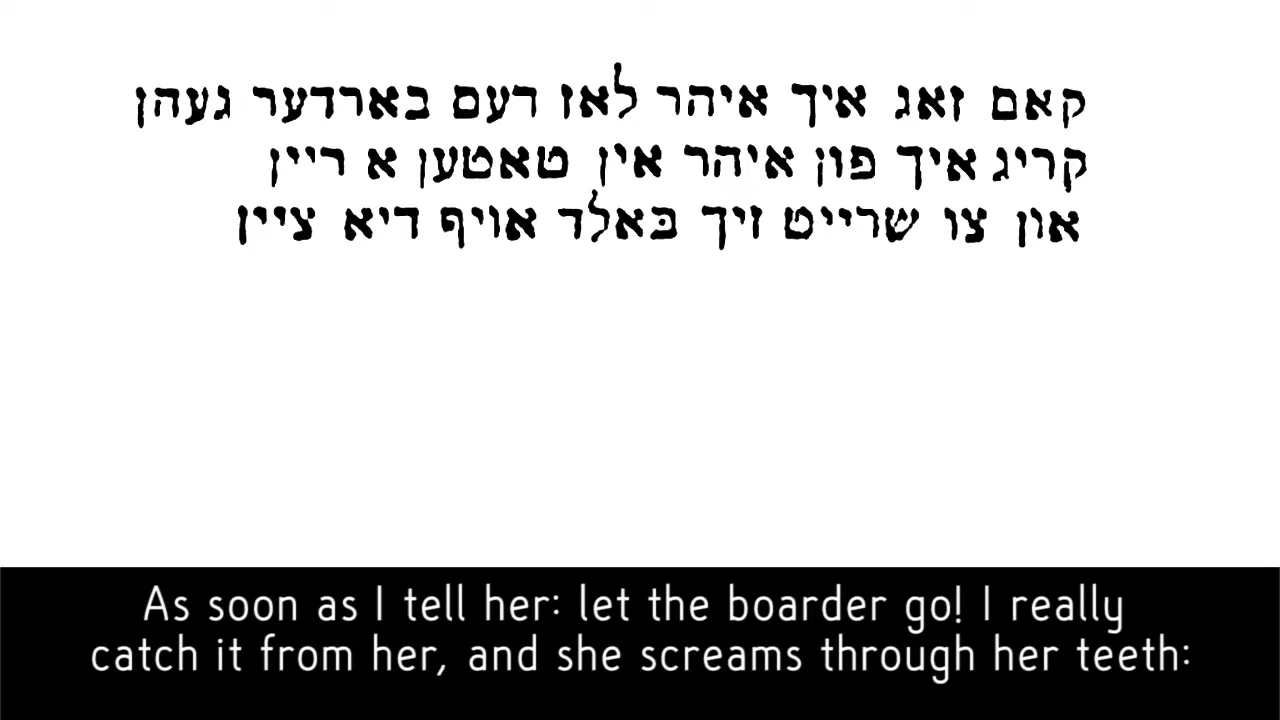 קאם זאג איך איהר לאז דעם בארדער געהן
קריג איך פון איהר אין טאטען א ריין
און צו שרייט זיך באלד אויף דיא ציין
As soon as I tell her: let the boarder go! I really
catch it from her, and she screams through her teeth: